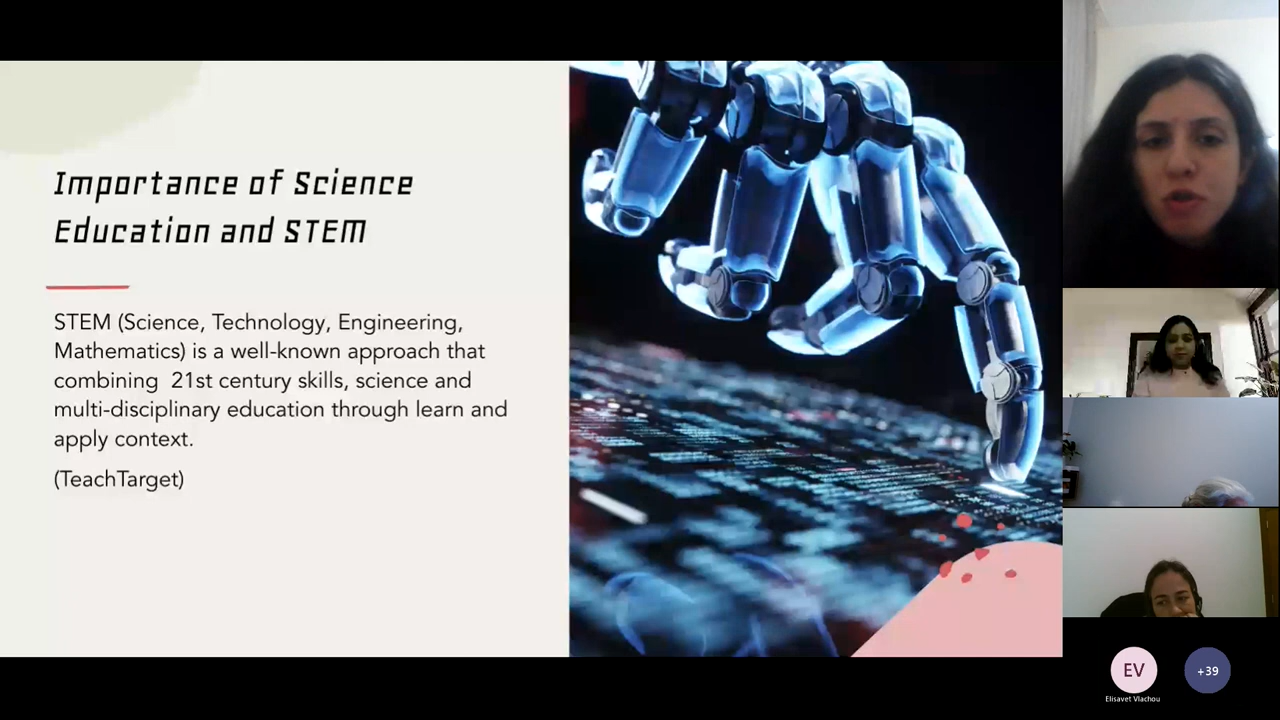 Importance of Science
Education and STEM
STEM (Science, Technology, Engineering,
Mathematics) is a well-known approach that
combining  21st century skills, science and
multi-disciplinary education through learn and
apply context.
(TeachTarget)
EV
+39
Elisavet Vlachou